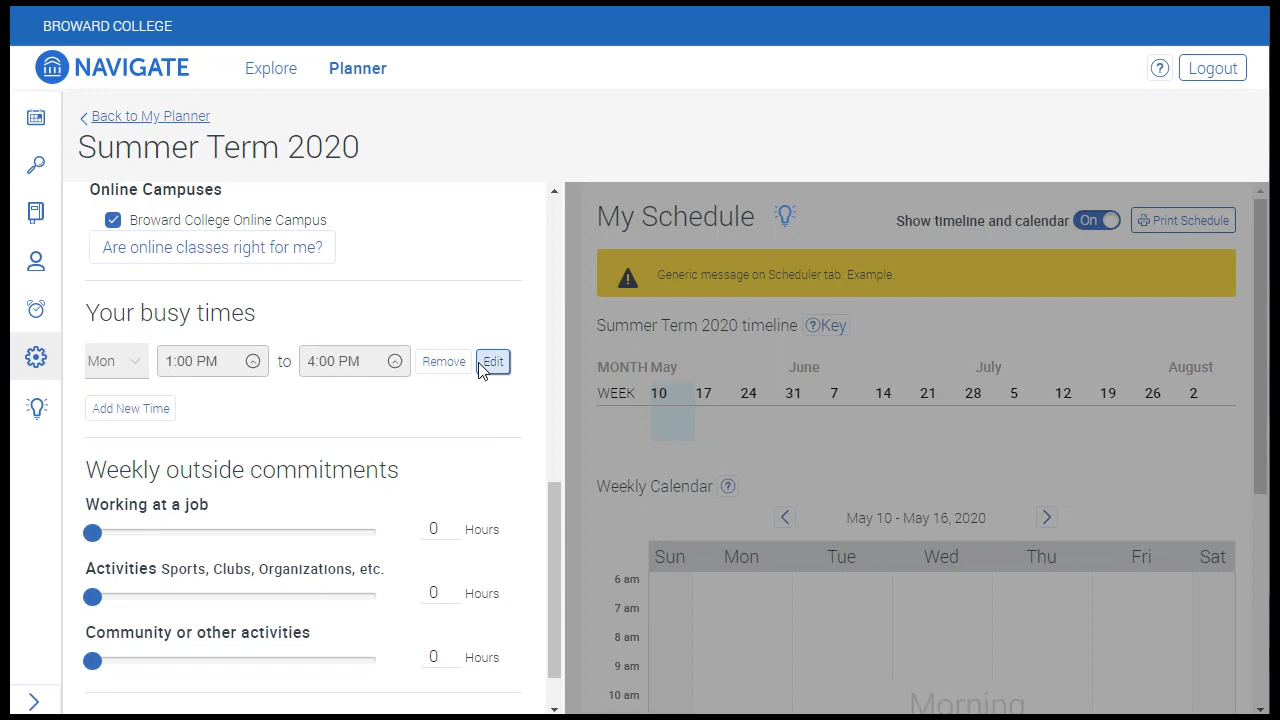 BROWARD COLLEGE
NAVIGATE Explore Planner ? Logout
Back to My Planner
Summer Term 2020
Online Campuses
Broward College Online Campus
Are online classes right for me?
Your busy times
Mon 1:00 PM to 4:00 PM Remove Edit
Add New Time
Weekly outside commitments
Working at a job
0 Hours
Activities Sports, Clubs, Organizations, etc.
0 Hours
Community or other activities
0 Hours
My Schedule Show timeline and calendar On Print Schedule
Generic message on Scheduler tab. Example.
Summer Term 2020 timeline ?Key
MONTH May June July August
WEEK 10 17 24 31 7 14 21 28 5 12 19 26 2
Weekly Calendar ?
May 10 - May 16, 2020
Sun Mon Tue Wed Thu Fri Sat
6 am
7 am
8 am
9 am
10 am
Morning